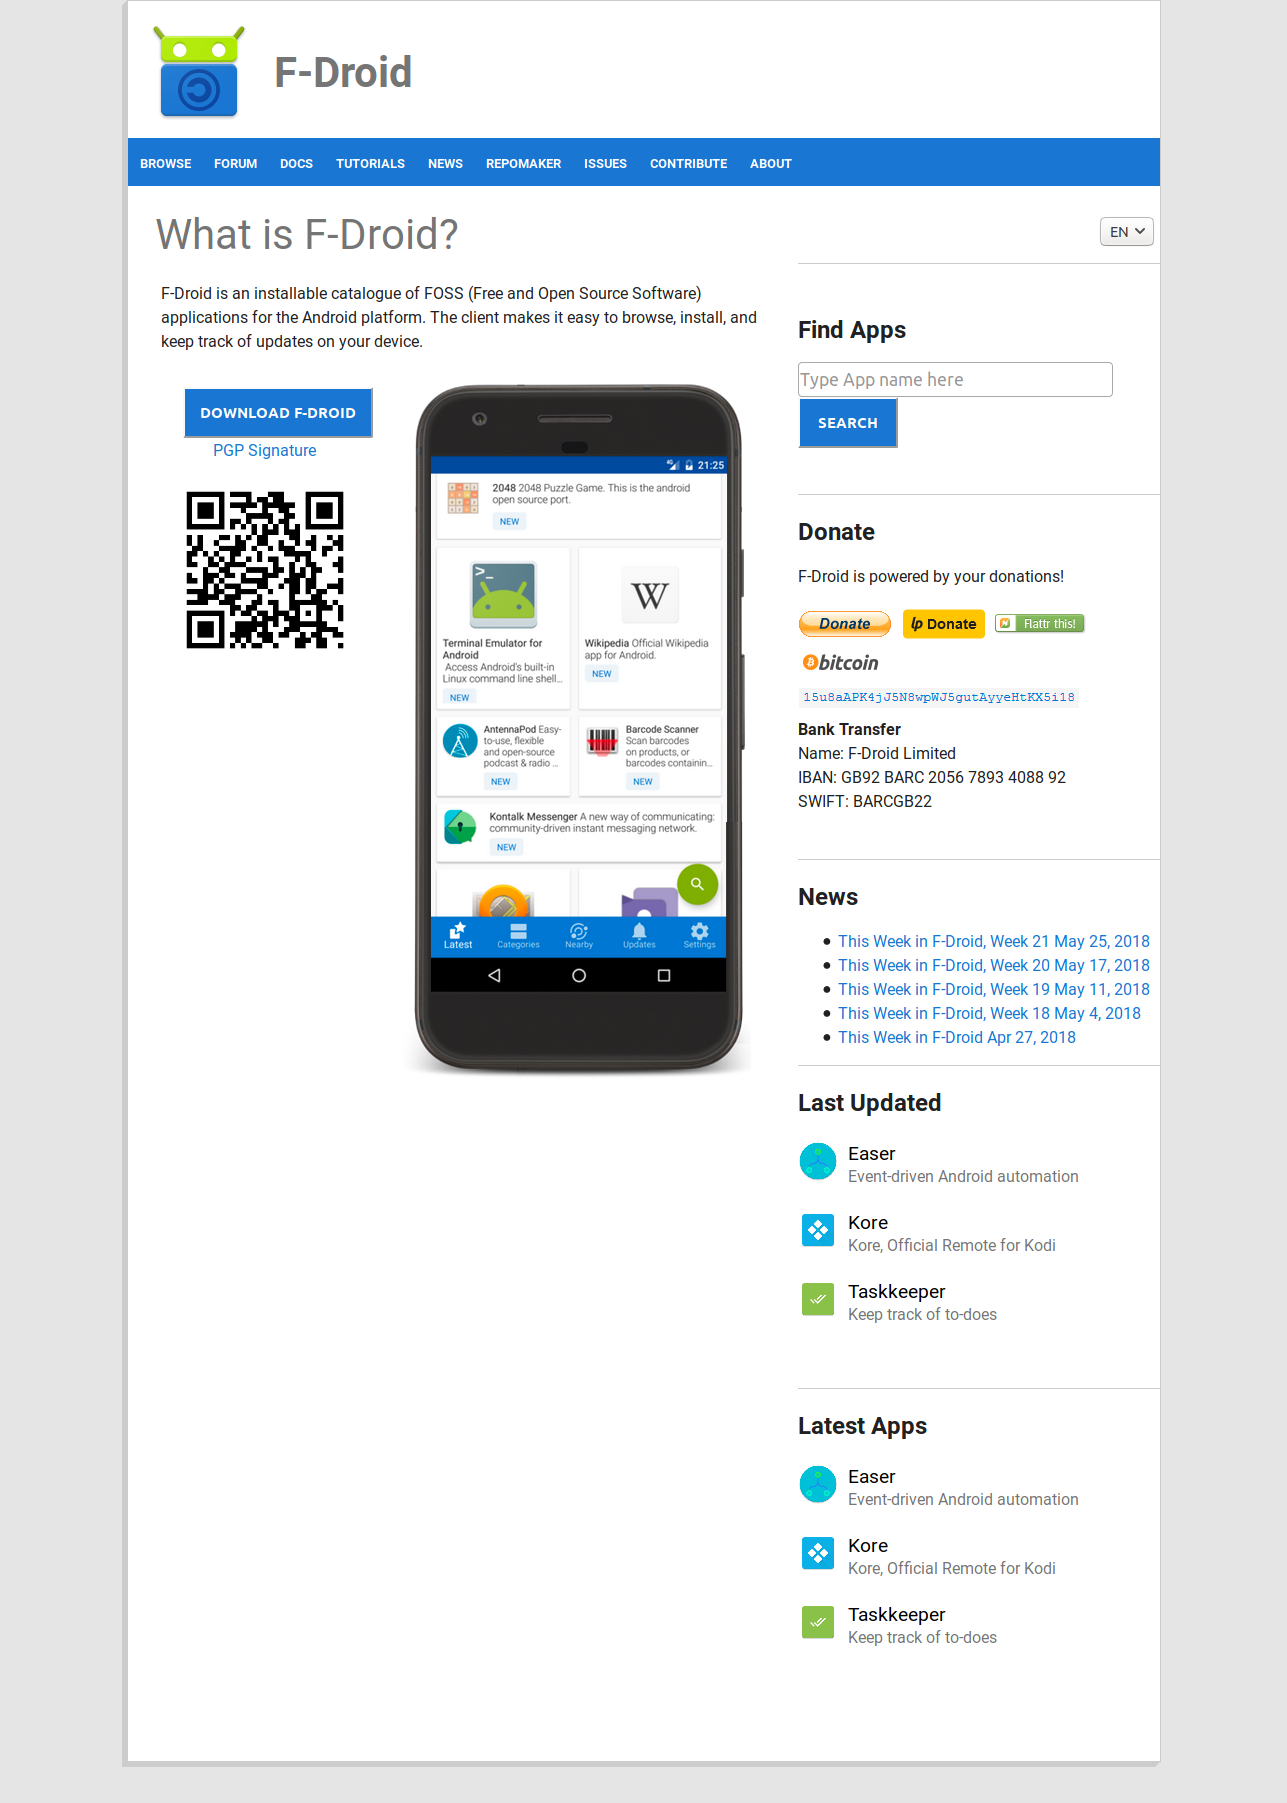 F-Droid
BROWSE FORUM DOCS TUTORIALS NEWS REPOMAKER ISSUES CONTRIBUTE ABOUT
What is F-Droid?
EN
F-Droid is an installable catalogue of FOSS (Free and Open Source Software)
applications for the Android platform. The client makes it easy to browse, install, and
keep track of updates on your device.
DOWNLOAD F-DROID
PGP Signature
4G 21:25
2048 2048 Puzzle Game. This is the android
open source port.
NEW
>_
Terminal Emulator for
Android
Access Android's built-in
Linux command line shell...
NEW
W
Wikipedia Official Wikipedia
app for Android.
NEW
AntennaPod Easy-
to-use, flexible
and open-source
podcast & radio ...
NEW
Barcode Scanner
Scan barcodes
on products, or
barcodes containin...
NEW
Kontalk Messenger A new way of communicating:
community-driven instant messaging network.
NEW
Latest Categories Nearby Updates Settings
Find Apps
Type App name here
SEARCH
Donate
F-Droid is powered by your donations!
Donate lp Donate Flattr this!
bitcoin
15u8aAPK4jJ5N8wpWJ5gutAyyeHtKX5i18
Bank Transfer
Name: F-Droid Limited
IBAN: GB92 BARC 2056 7893 4088 92
SWIFT: BARCGB22
News
This Week in F-Droid, Week 21 May 25, 2018
This Week in F-Droid, Week 20 May 17, 2018
This Week in F-Droid, Week 19 May 11, 2018
This Week in F-Droid, Week 18 May 4, 2018
This Week in F-Droid Apr 27, 2018
Last Updated
Easer
Event-driven Android automation
Kore
Kore, Official Remote for Kodi
Taskkeeper
Keep track of to-does
Latest Apps
Easer
Event-driven Android automation
Kore
Kore, Official Remote for Kodi
Taskkeeper
Keep track of to-does